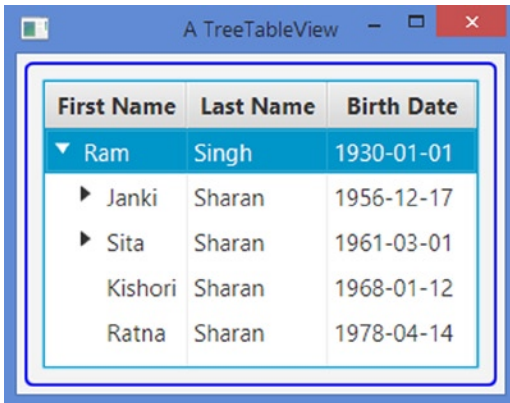 A TreeTableView
First Name Last Name Birth Date
Ram Singh 1930-01-01
Janki Sharan 1956-12-17
Sita Sharan 1961-03-01
Kishori Sharan 1968-01-12
Ratna Sharan 1978-04-14